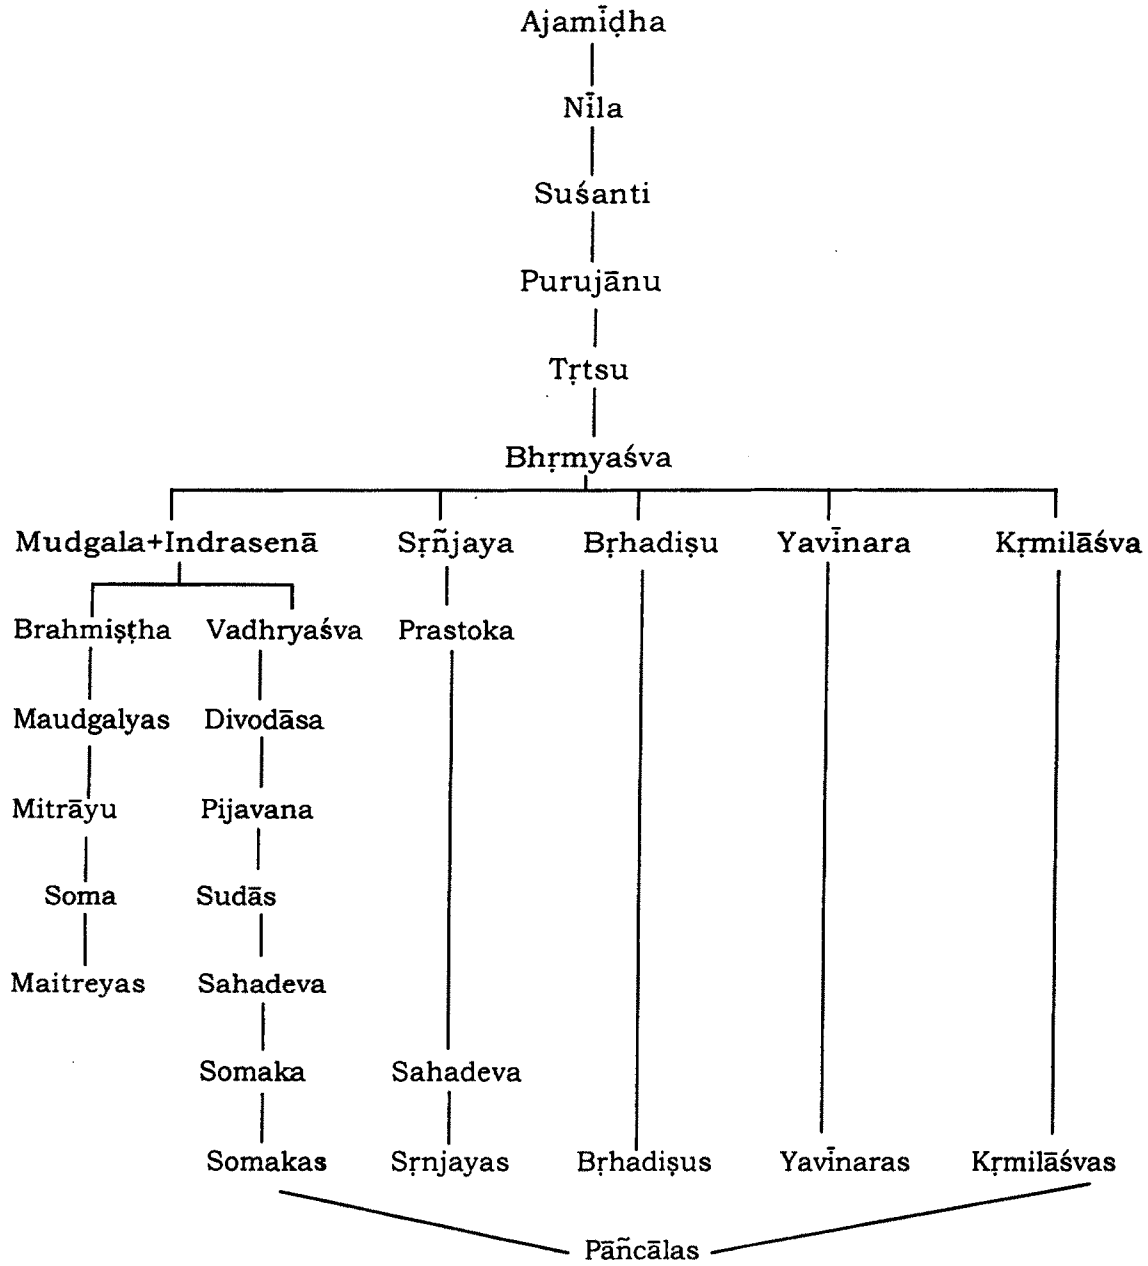 Ajamīḍha
Nīla
Suśanti
Purujānu
Tṛtsu
Bhṛmyaśva
Mudgala+Indrasenā Sṛñjaya Bṛhadiṣu Yavīnara Kṛmilāśva
Brahmiṣṭha Vadhryaśva Prastoka
Maudgalyas Divodāsa
Mitrāyu Pijavana
Soma Sudās
Maitreyas Sahadeva
Somaka Sahadeva
Somakas Sṛnjayas Bṛhadiṣus Yavīnaras Kṛmilāśvas
Pāñcālas